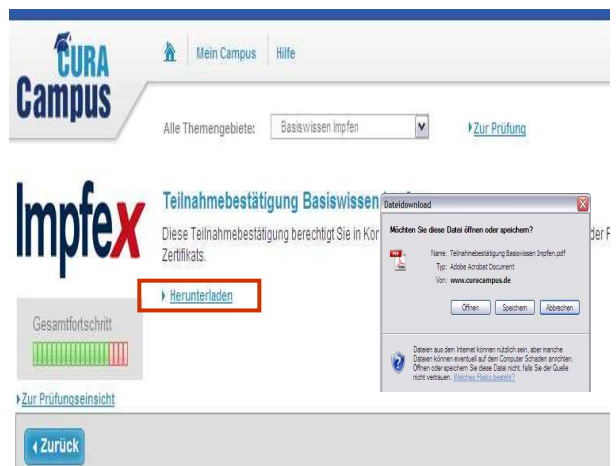 CURA
Campus
Mein Campus
Hilfe
Alle Themengebiete:
Basiswissen Impfen
Zur Prüfung
Impfex
Teilnahmebestätigung Basiswissen
Diese Teilnahmebestätigung berechtigt Sie in Kor
der F
Zertifikats.
Herunterladen
Gesamtfortschritt
Zur Prüfungseinsicht
Zurück
Dateidownload
Möchten Sie diese Datei öffnen oder speichern?
Name: Teilnahmebestätigung Basiswissen Impfen.pdf
Typ: Adobe Acrobat Document
Von: www.curacampus.de
Öffnen
Speichern
Abbrechen
Dateien aus dem Internet können nützlich sein, aber manche
Dateien können eventuell auf dem Computer Schaden anrichten.
Öffnen oder speichern Sie diese Datei nicht, falls Sie der Quelle
nicht vertrauen. Welches Risiko besteht?